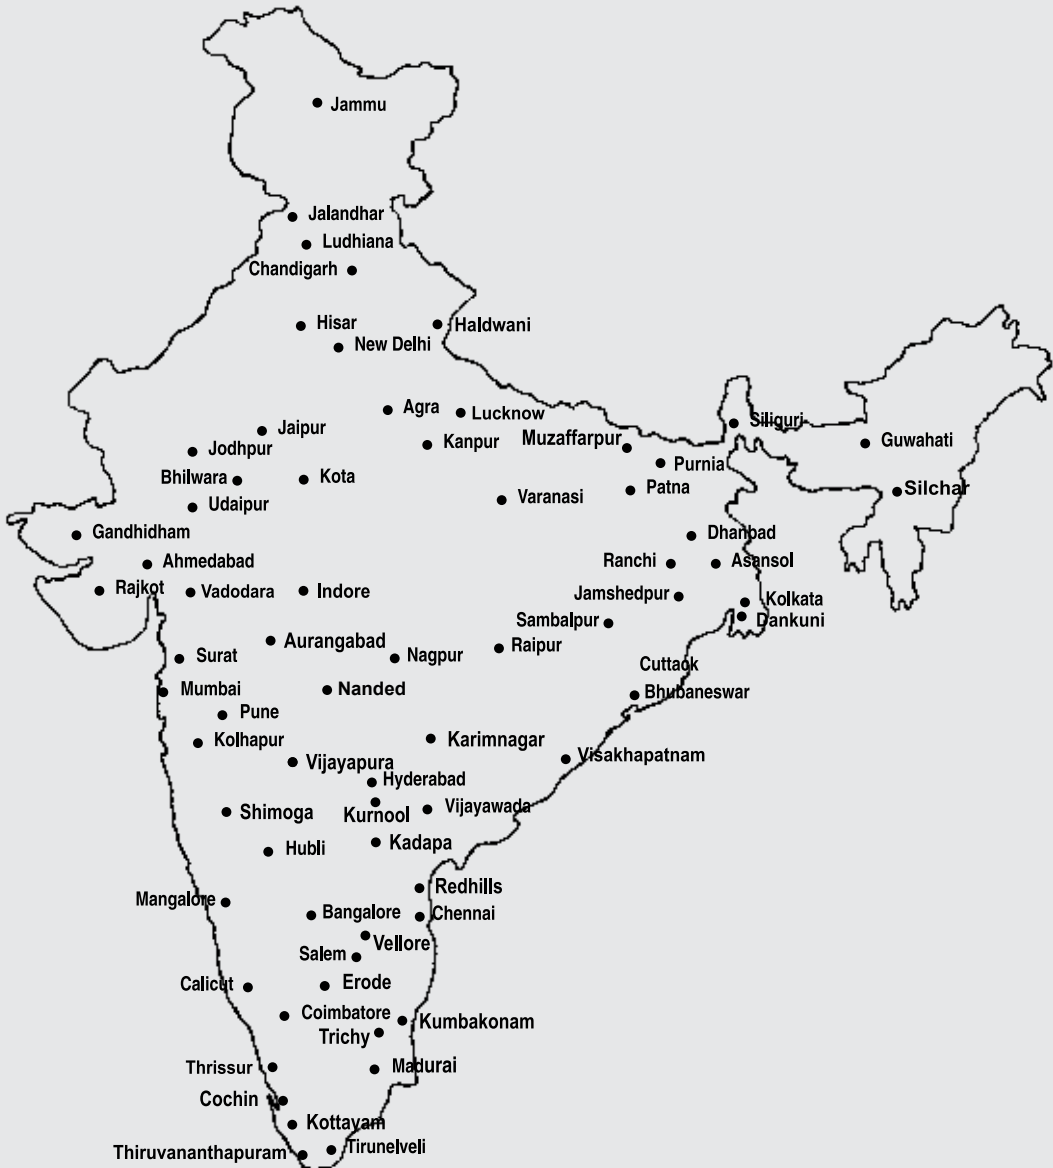 Jammu
Jalandhar
Ludhiana
Chandigarh
Hisar
Haldwani
New Delhi
Agra
Lucknow
Siliguri
Jaipur
Kanpur
Muzaffarpur
Guwahati
Jodhpur
Purnia
Bhilwara
Kota
Patna
Silchar
Varanasi
Udaipur
Gandhidham
Dhanbad
Ahmedabad
Ranchi
Asansol
Rajkot
Vadodara
Indore
Jamshedpur
Kolkata
Sambalpur
Dankuni
Aurangabad
Raipur
Surat
Nagpur
Cuttack
Mumbai
Nanded
Bhubaneswar
Pune
Kolhapur
Karimnagar
Visakhapatnam
Vijayapura
Hyderabad
Shimoga
Kurnool
Vijayawada
Hubli
Kadapa
Redhills
Mangalore
Bangalore
Chennai
Vellore
Salem
Calicut
Erode
Coimbatore
Kumbakonam
Trichy
Thrissur
Madurai
Cochin
Kottayam
Tirunelveli
Thiruvananthapuram